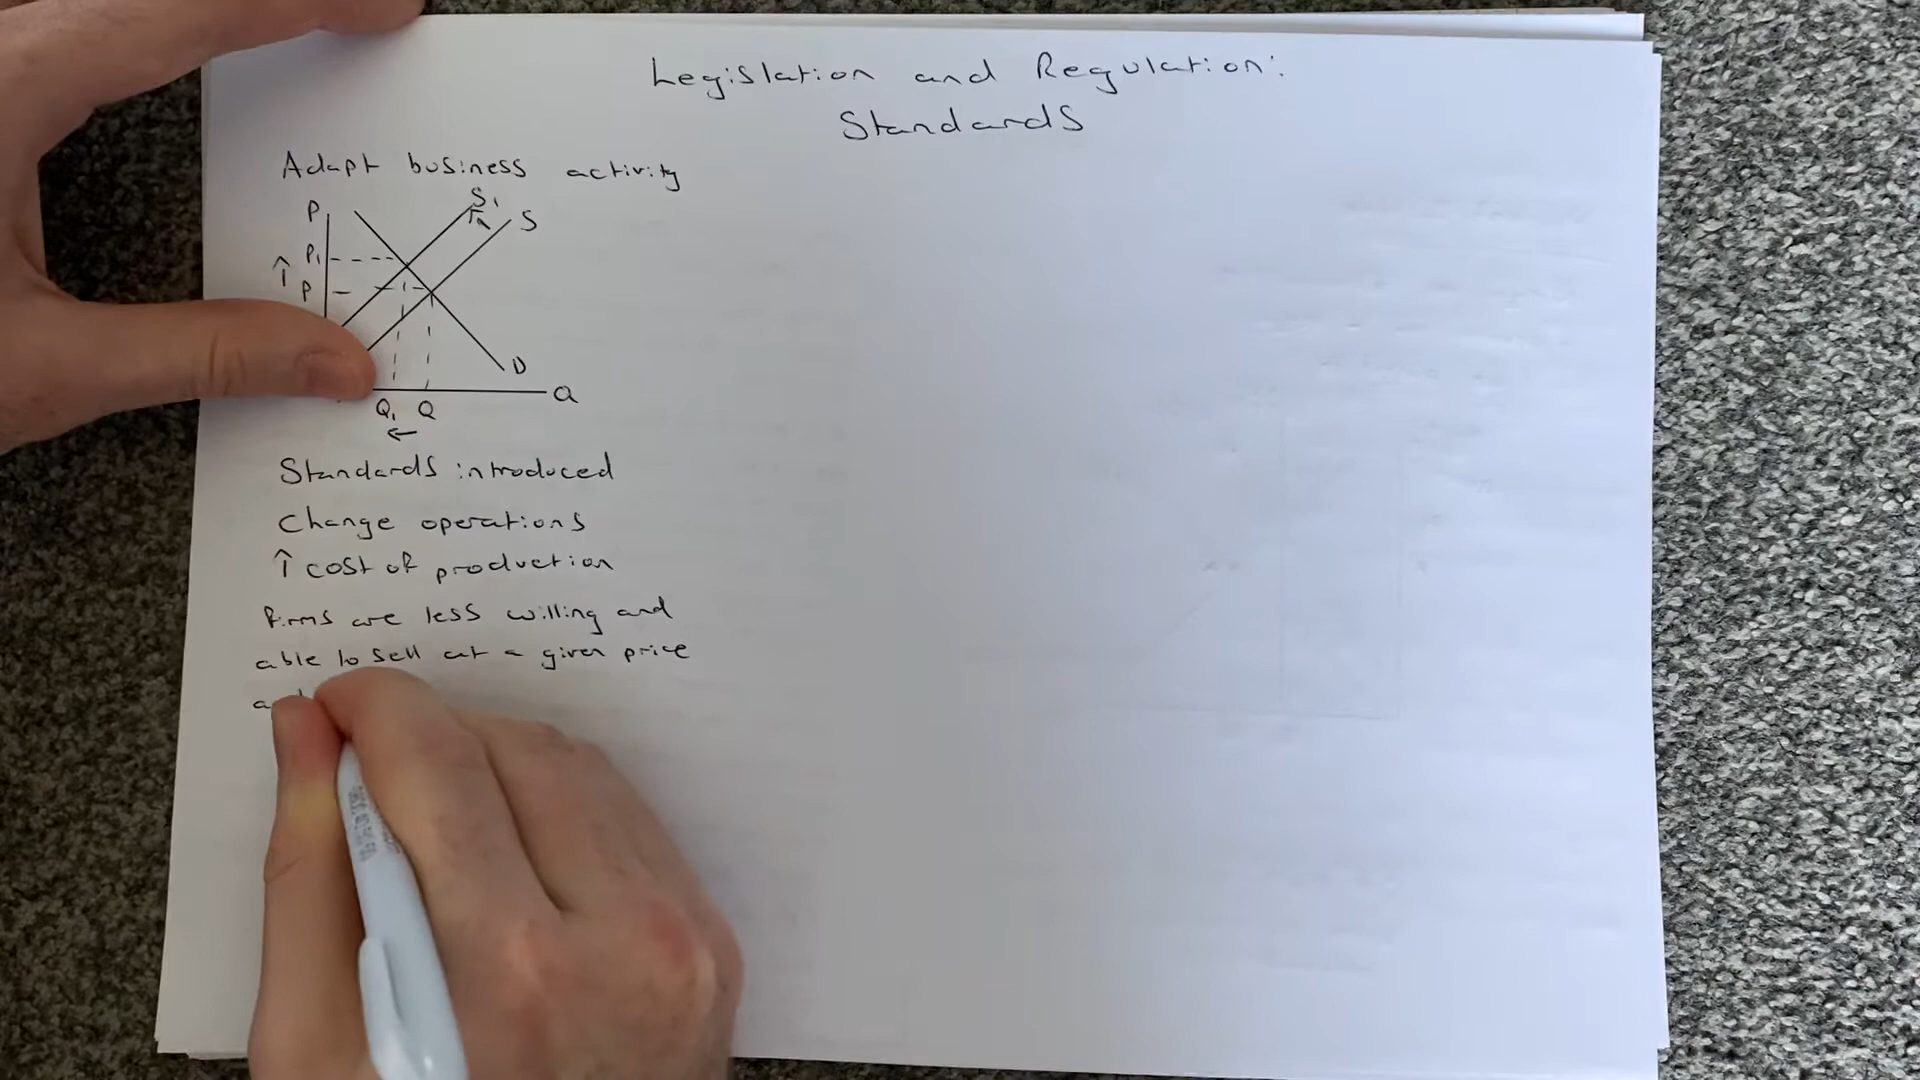 Legislation and Regulation:
Standards
Adapt business activity
P
S₁
S
P₁
↑
P
D
Q
Q₁ Q
←
Standards introduced
Change operations
↑ cost of production
firms are less willing and
able to sell at a given price